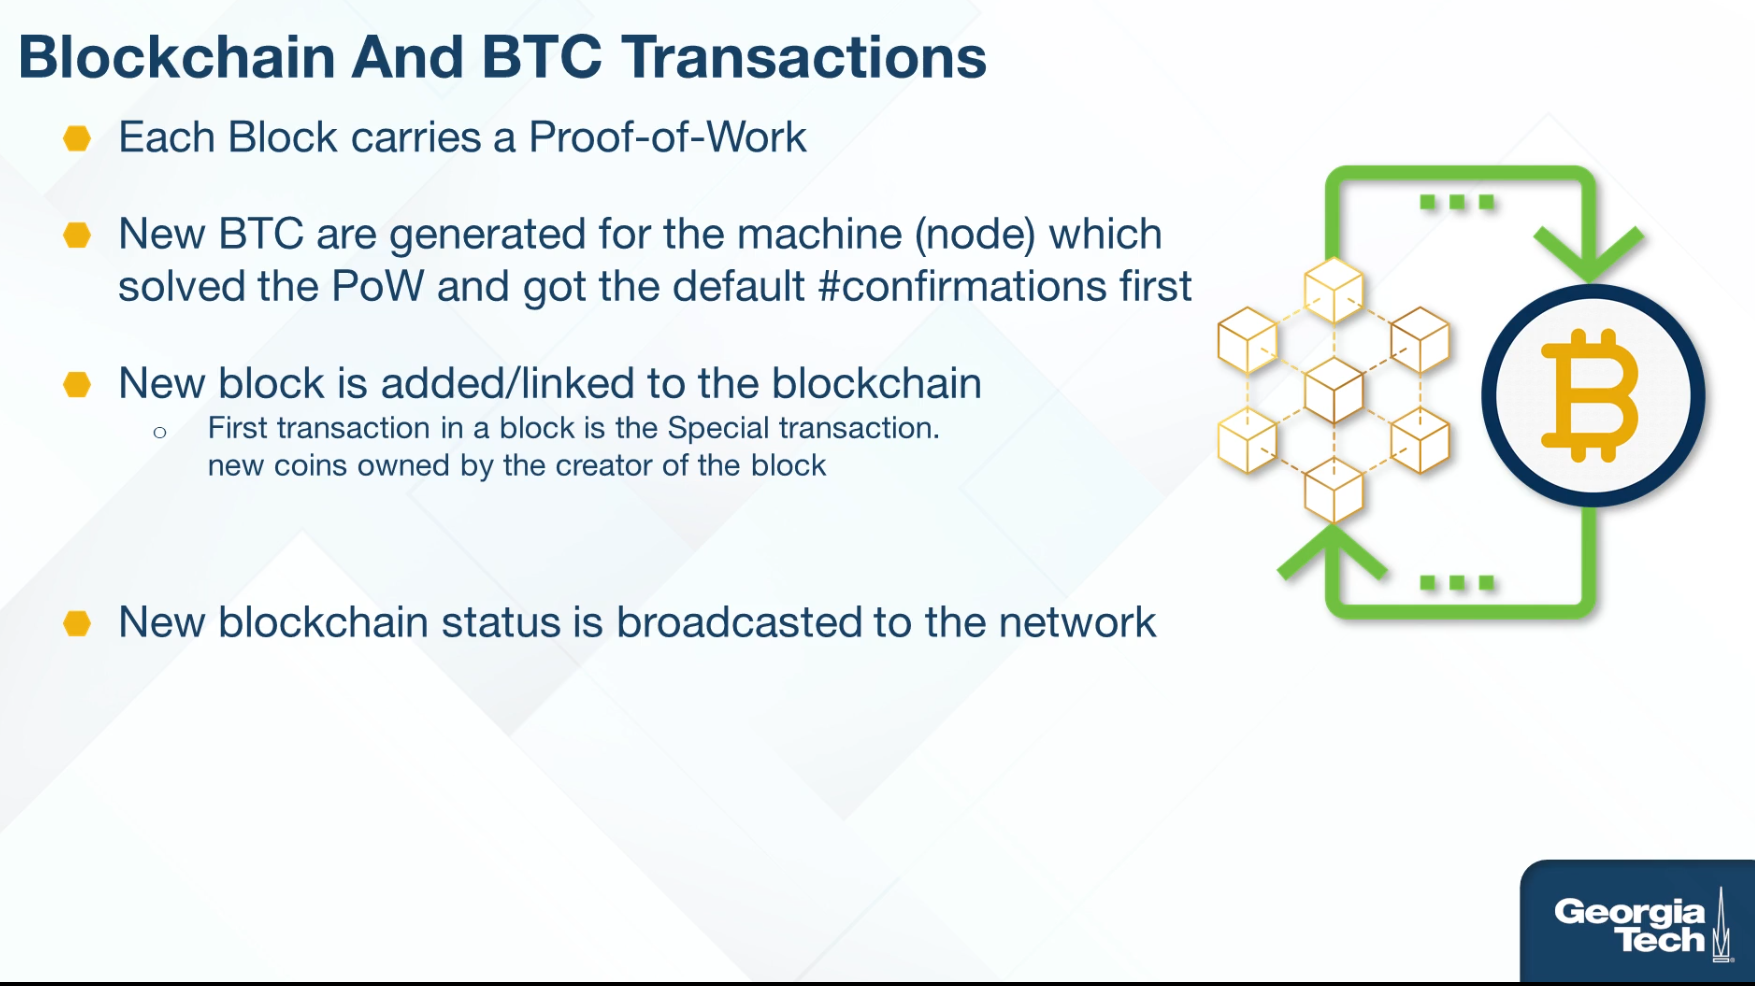 Blockchain And BTC Transactions
Each Block carries a Proof-of-Work
New BTC are generated for the machine (node) which
solved the PoW and got the default #confirmations first
New block is added/linked to the blockchain
First transaction in a block is the Special transaction.
new coins owned by the creator of the block
New blockchain status is broadcasted to the network
Georgia
Tech